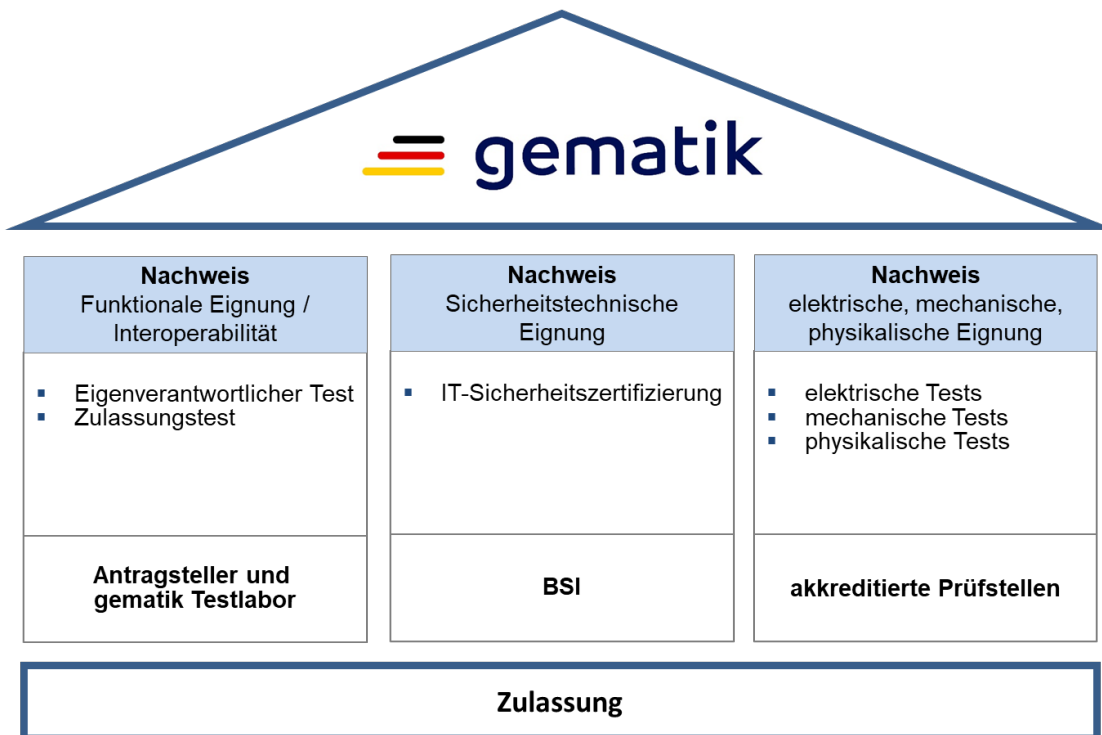 gematik
Nachweis
Funktionale Eignung /
Interoperabilität
▪ Eigenverantwortlicher Test
▪ Zulassungstest
Antragsteller und
gematik Testlabor
Nachweis
Sicherheitstechnische
Eignung
▪ IT-Sicherheitszertifizierung
BSI
Nachweis
elektrische, mechanische,
physikalische Eignung
▪ elektrische Tests
▪ mechanische Tests
▪ physikalische Tests
akkreditierte Prüfstellen
Zulassung